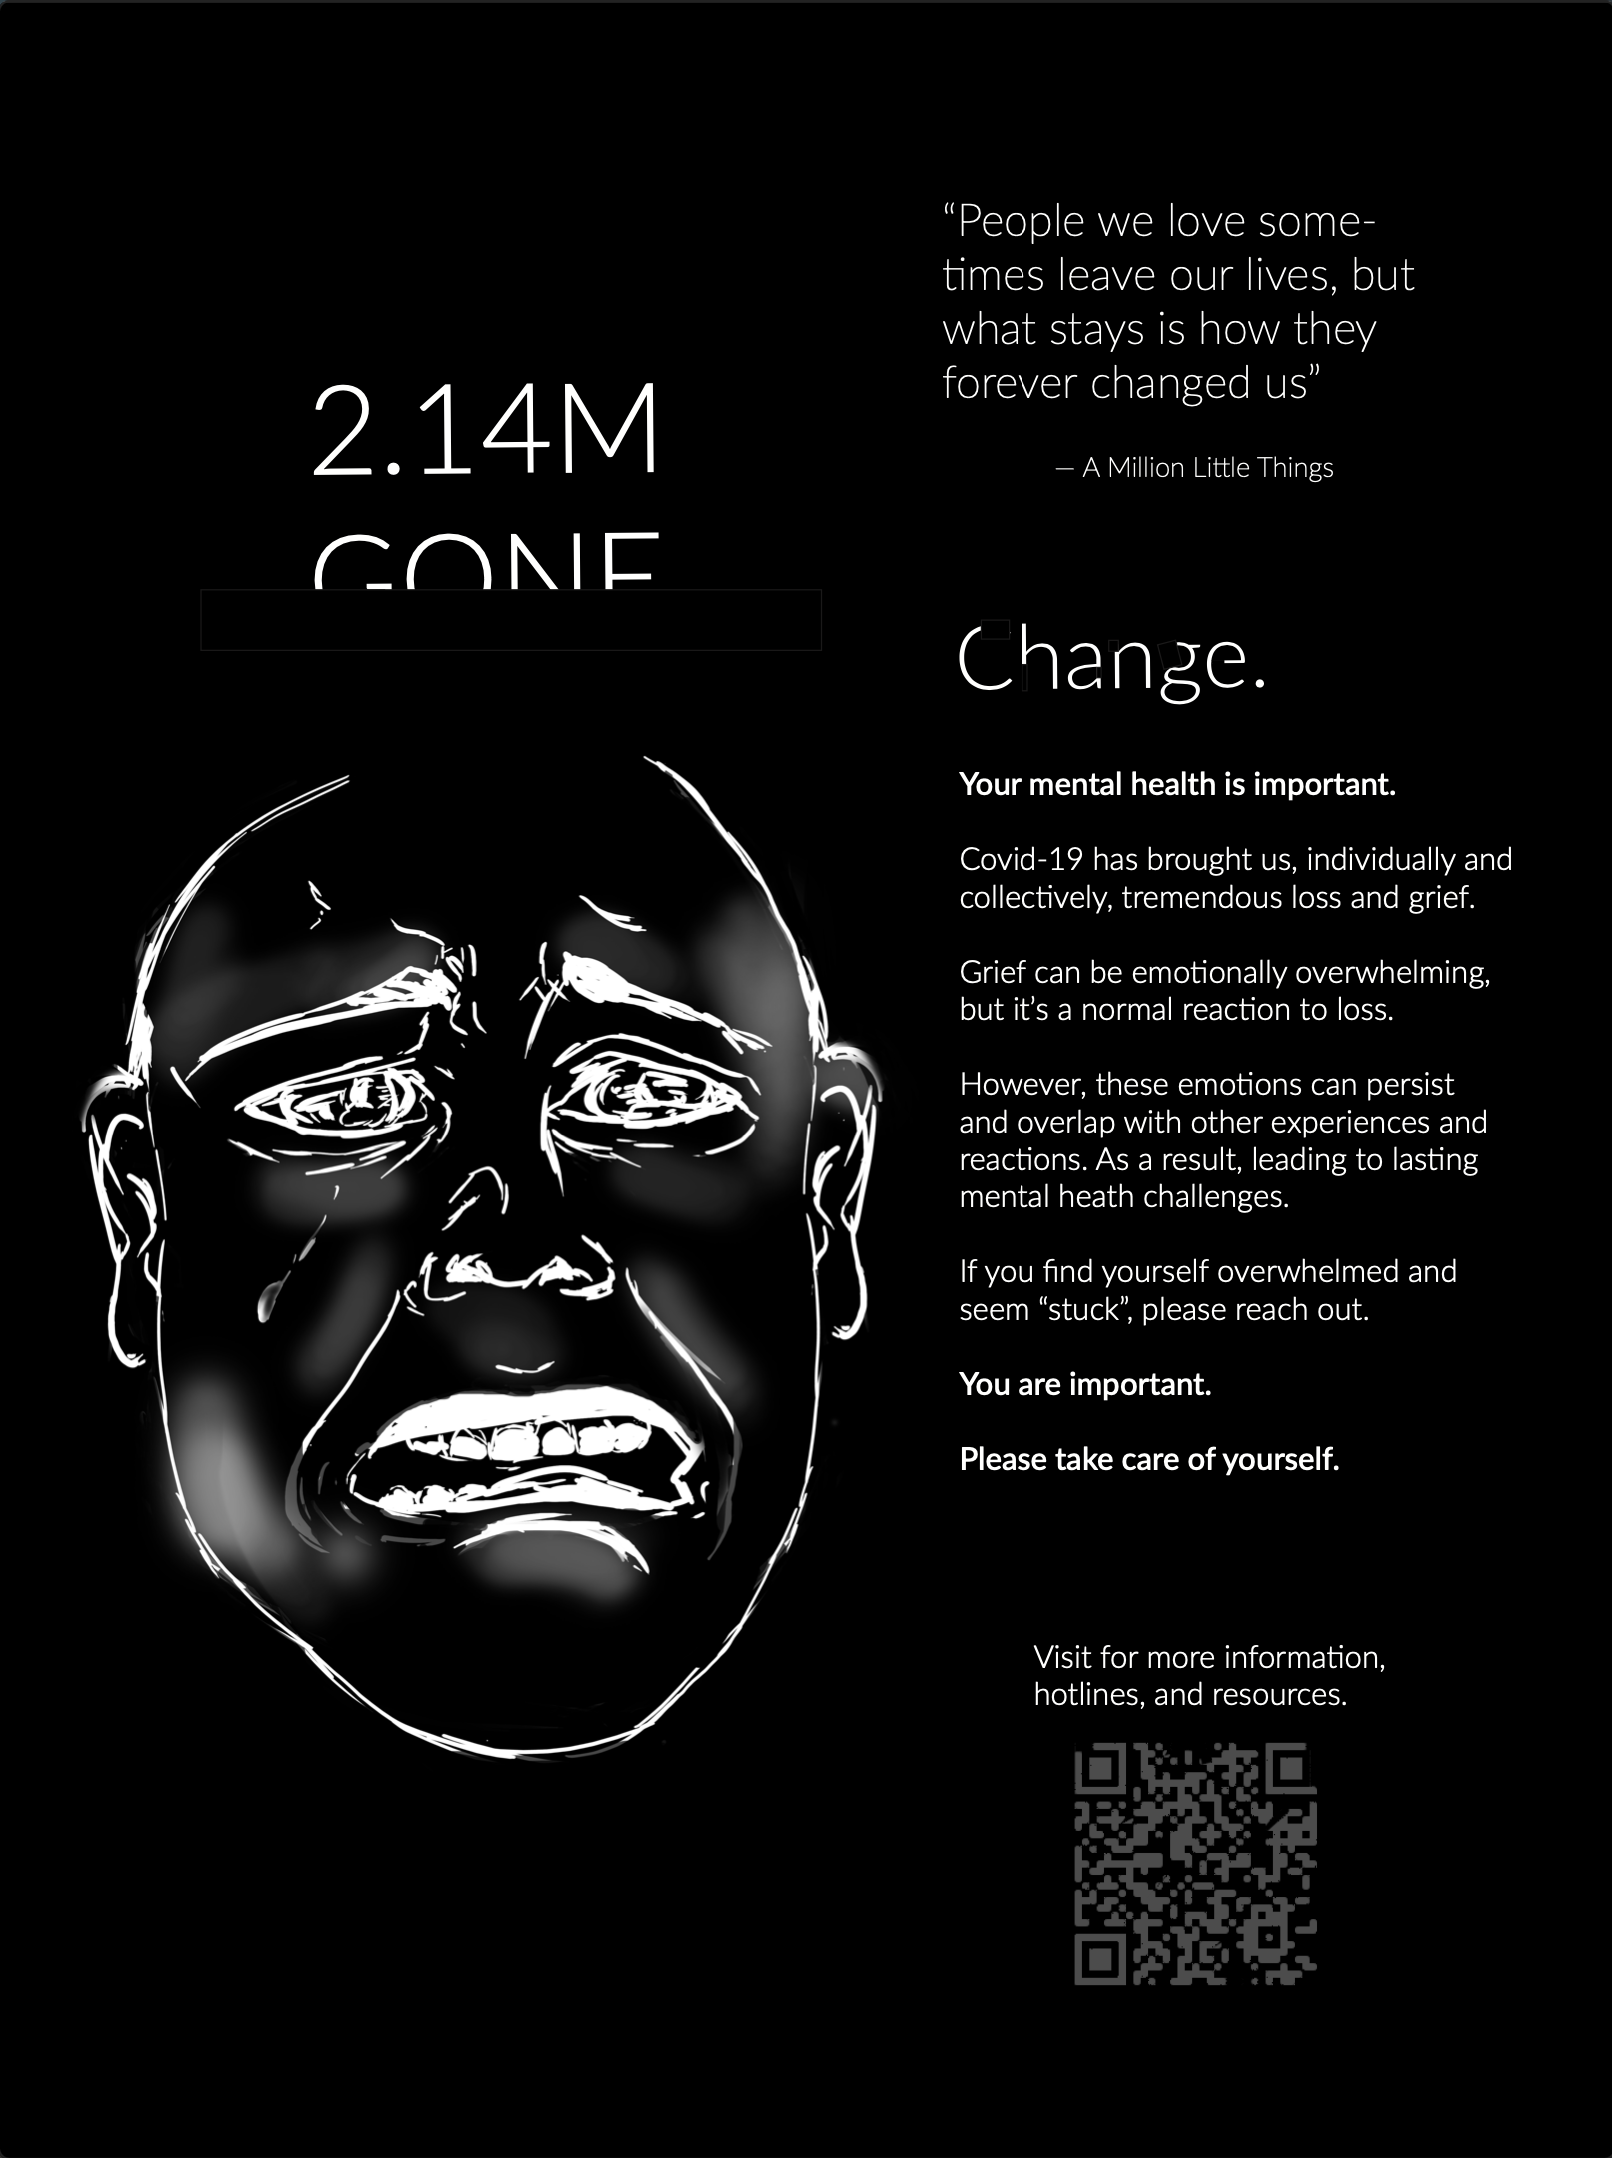 2.14M
GONE
“People we love some-
times leave our lives, but
what stays is how they
forever changed us”
— A Million Little Things
Change.
Your mental health is important.
Covid-19 has brought us, individually and
collectively, tremendous loss and grief.
Grief can be emotionally overwhelming,
but it’s a normal reaction to loss.
However, these emotions can persist
and overlap with other experiences and
reactions. As a result, leading to lasting
mental heath challenges.
If you find yourself overwhelmed and
seem “stuck”, please reach out.
You are important.
Please take care of yourself.
Visit for more information,
hotlines, and resources.